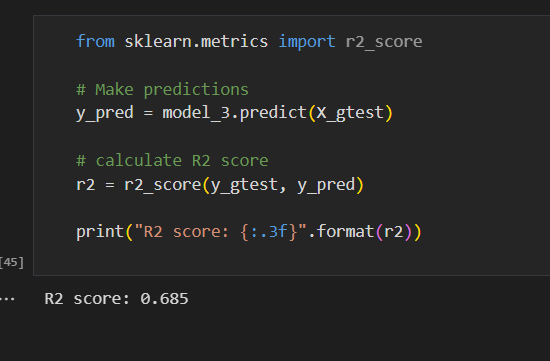 from sklearn.metrics import r2_score
# Make predictions
y_pred = model_3.predict(X_gtest)
# calculate R2 score
r2 = r2_score(y_gtest, y_pred)
print("R2 score: {:.3f}".format(r2))
[45]
... R2 score: 0.685